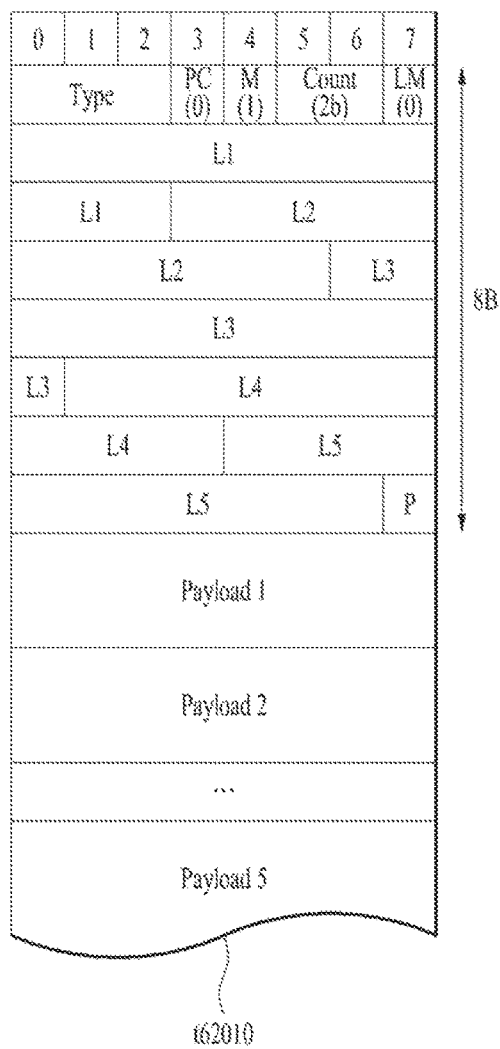 0 1 2 3 4 5 6 7
Type PC (0) M (1) Count (2b) LM (0)
L1
L1 L2
L2 L3
L3
L3 L4
L4 L5
L5 P
8B
Payload 1
Payload 2
...
Payload 5
t62010